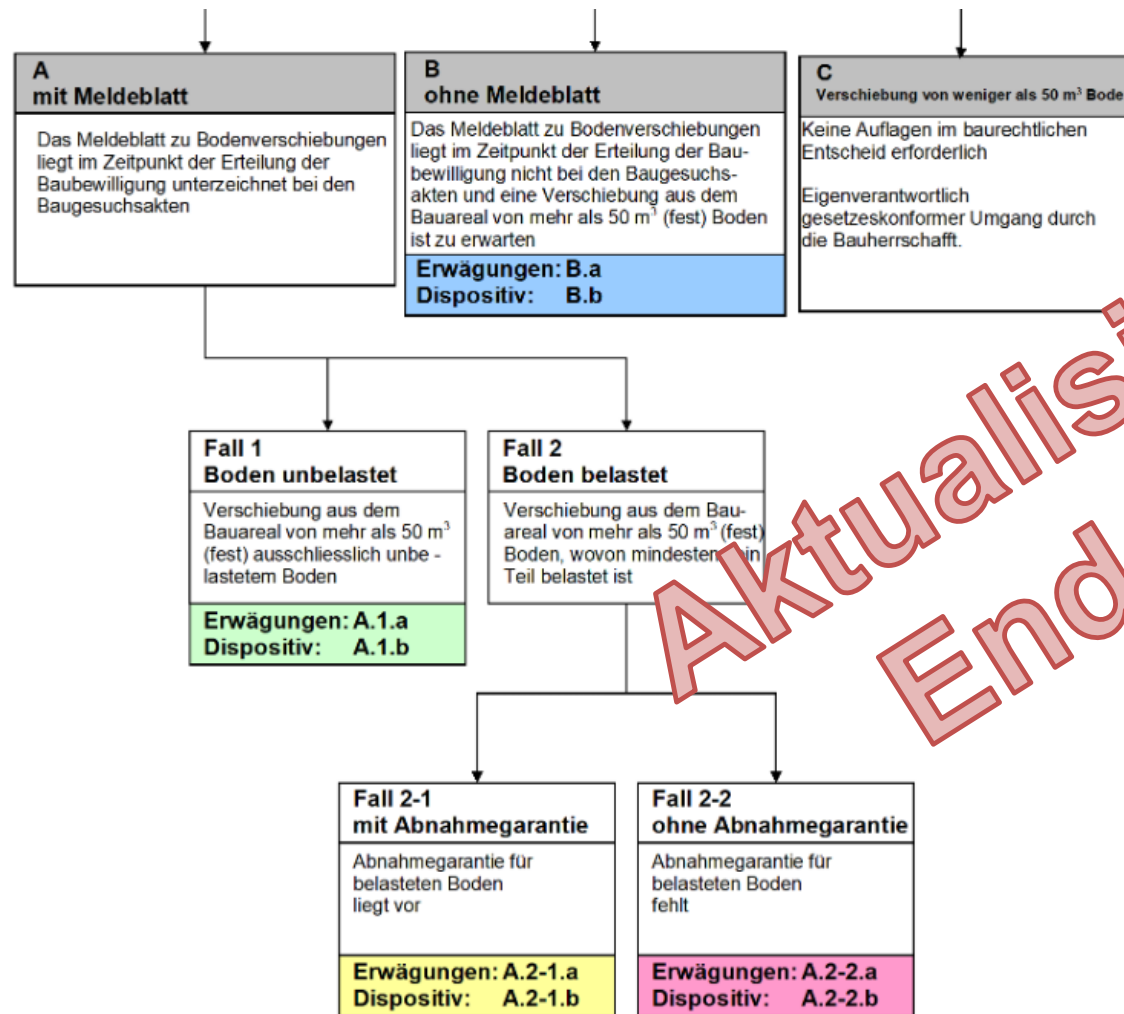 A
mit Meldeblatt
Das Meldeblatt zu Bodenverschiebungen
liegt im Zeitpunkt der Erteilung der
Baubewilligung unterzeichnet bei den
Baugesuchsakten
B
ohne Meldeblatt
Das Meldeblatt zu Bodenverschiebungen
liegt im Zeitpunkt der Erteilung der Bau-
bewilligung nicht bei den Baugesuchs-
akten und eine Verschiebung aus dem
Bauareal von mehr als 50 m³ (fest) Boden
ist zu erwarten
Erwägungen: B.a
Dispositiv: B.b
C
Verschiebung von weniger als 50 m³ Bode
Keine Auflagen im baurechtlichen
Entscheid erforderlich
Eigenverantwortlich
gesetzeskonformer Umgang durch
die Bauherrschafft.
Fall 1
Boden unbelastet
Verschiebung aus dem
Bauareal von mehr als 50 m³
(fest) ausschliesslich unbe -
lastetem Boden
Erwägungen: A.1.a
Dispositiv: A.1.b
Fall 2
Boden belastet
Verschiebung aus dem Bau-
areal von mehr als 50 m³ (fest)
Boden, wovon mindesten in
Teil belastet ist
Fall 2-1
mit Abnahmegarantie
Abnahmegarantie für
belasteten Boden
liegt vor
Erwägungen: A.2-1.a
Dispositiv: A.2-1.b
Fall 2-2
ohne Abnahmegarantie
Abnahmegarantie für
belasteten Boden
fehlt
Erwägungen: A.2-2.a
Dispositiv: A.2-2.b
Aktualisi
End